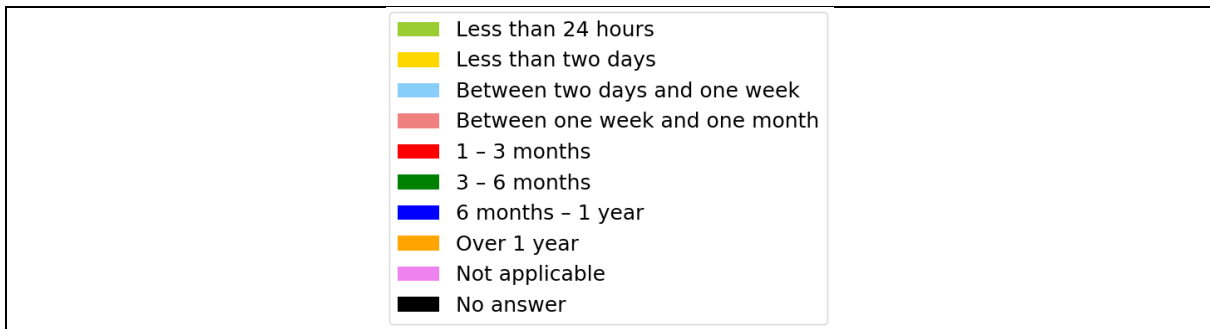 Less than 24 hours
Less than two days
Between two days and one week
Between one week and one month
1 – 3 months
3 – 6 months
6 months – 1 year
Over 1 year
Not applicable
No answer